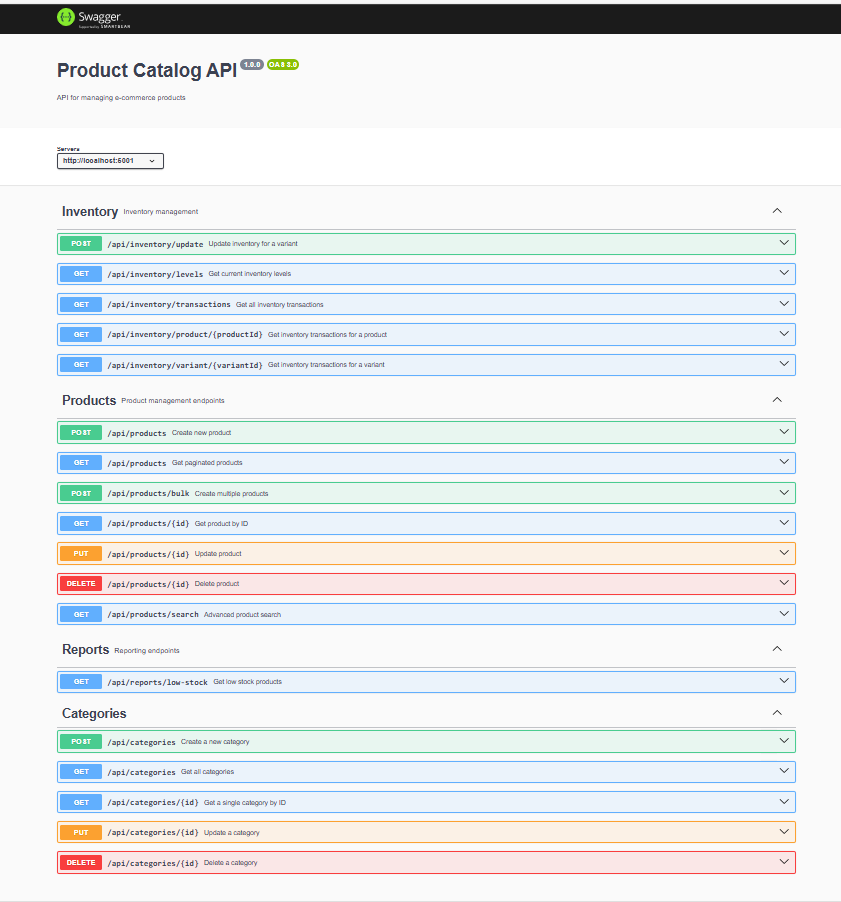 Swagger
Supported by SMARTBEAR
Product Catalog API 1.0.0 OAS 3.0
API for managing e-commerce products
Servers
http://localhost:5001
Inventory Inventory management
POST /api/inventory/update Update inventory for a variant
GET /api/inventory/levels Get current inventory levels
GET /api/inventory/transactions Get all inventory transactions
GET /api/inventory/product/{productId} Get inventory transactions for a product
GET /api/inventory/variant/{variantId} Get inventory transactions for a variant
Products Product management endpoints
POST /api/products Create new product
GET /api/products Get paginated products
POST /api/products/bulk Create multiple products
GET /api/products/{id} Get product by ID
PUT /api/products/{id} Update product
DELETE /api/products/{id} Delete product
GET /api/products/search Advanced product search
Reports Reporting endpoints
GET /api/reports/low-stock Get low stock products
Categories
POST /api/categories Create a new category
GET /api/categories Get all categories
GET /api/categories/{id} Get a single category by ID
PUT /api/categories/{id} Update a category
DELETE /api/categories/{id} Delete a category